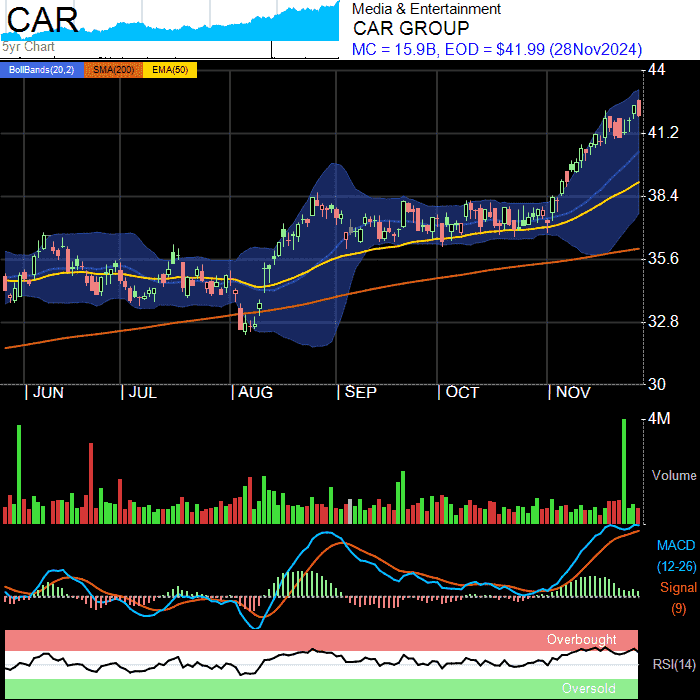 CAR
5yr Chart
Media & Entertainment
CAR GROUP
MC = 15.9B, EOD = $41.99 (28Nov2024)
BollBands(20,2) SMA(200) EMA(50)
44
41.2
38.4
35.6
32.8
30
JUN JUL AUG SEP OCT NOV
4M
Volume
MACD
(12-26)
Signal
(9)
Overbought
RSI(14)
Oversold